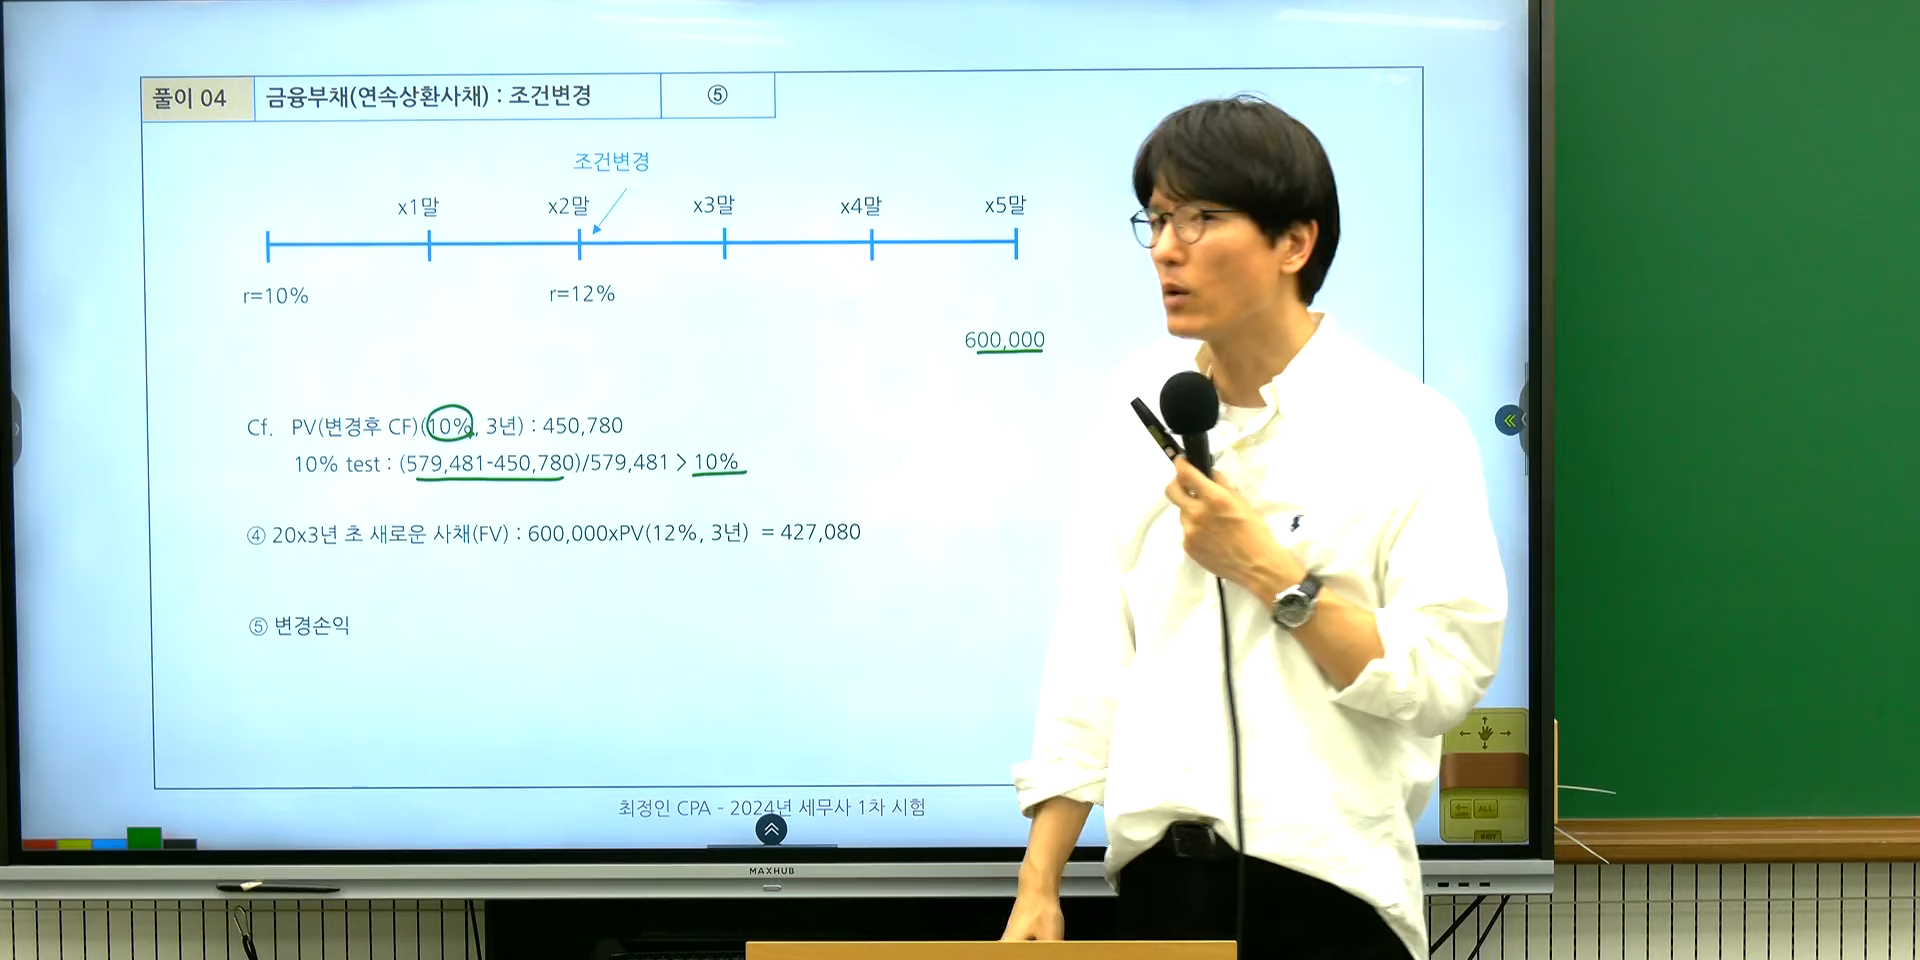 풀이 04 금융부채(연속상환사채) : 조건변경 ⑤
조건변경
x1말 x2말 x3말 x4말 x5말
r=10% r=12%
600,000
Cf. PV(변경후 CF)(10%, 3년) : 450,780
10% test : (579,481-450,780)/579,481 > 10%
④ 20x3년 초 새로운 사채(FV) : 600,000xPV(12%, 3년) = 427,080
⑤ 변경손익
최정인 CPA - 2024년 세무사 1차 시험
ALL
EXIT
MAXHUB